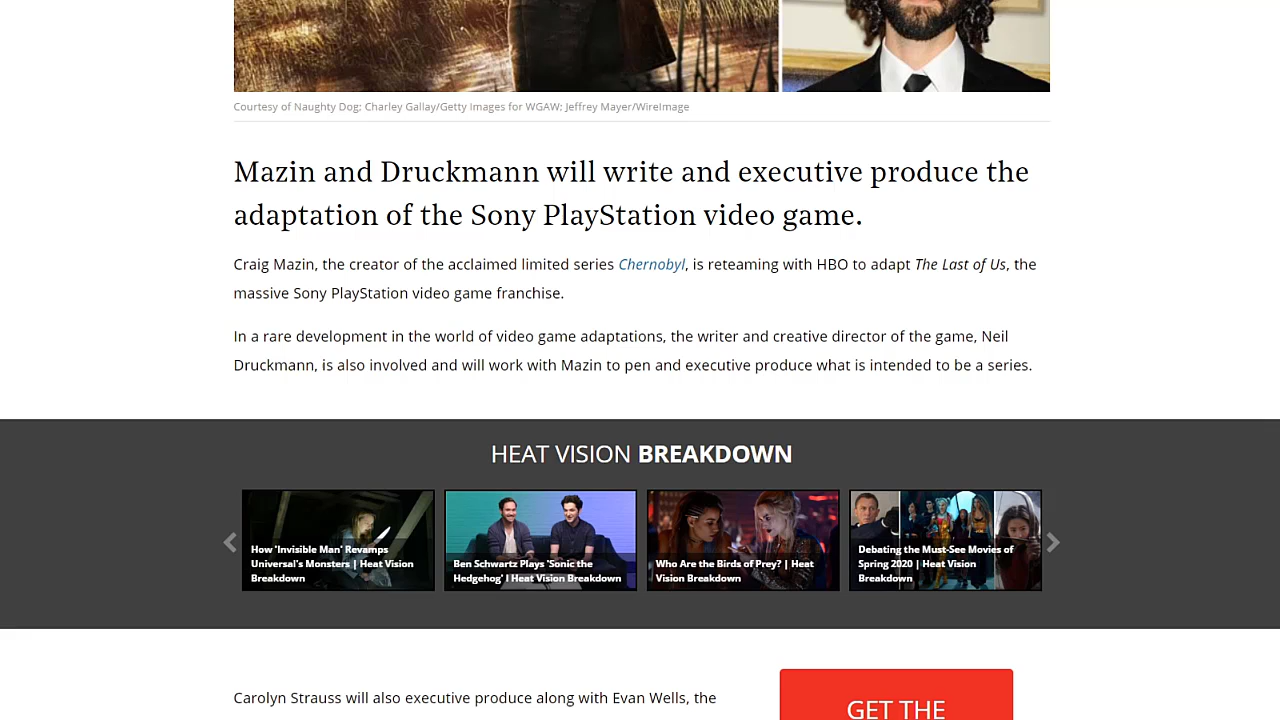 Courtesy of Naughty Dog; Charley Gallay/Getty Images for WGAW; Jeffrey Mayer/WireImage
Mazin and Druckmann will write and executive produce the
adaptation of the Sony PlayStation video game.
Craig Mazin, the creator of the acclaimed limited series Chernobyl, is reteaming with HBO to adapt The Last of Us, the
massive Sony PlayStation video game franchise.
In a rare development in the world of video game adaptations, the writer and creative director of the game, Neil
Druckmann, is also involved and will work with Mazin to pen and executive produce what is intended to be a series.
HEAT VISION BREAKDOWN
How 'Invisible Man' Revamps
Universal's Monsters | Heat Vision
Breakdown
Ben Schwartz Plays 'Sonic the
Hedgehog' I Heat Vision Breakdown
Who Are the Birds of Prey? | Heat
Vision Breakdown
Debating the Must-See Movies of
Spring 2020 | Heat Vision
Breakdown
Carolyn Strauss will also executive produce along with Evan Wells, the
GET THE